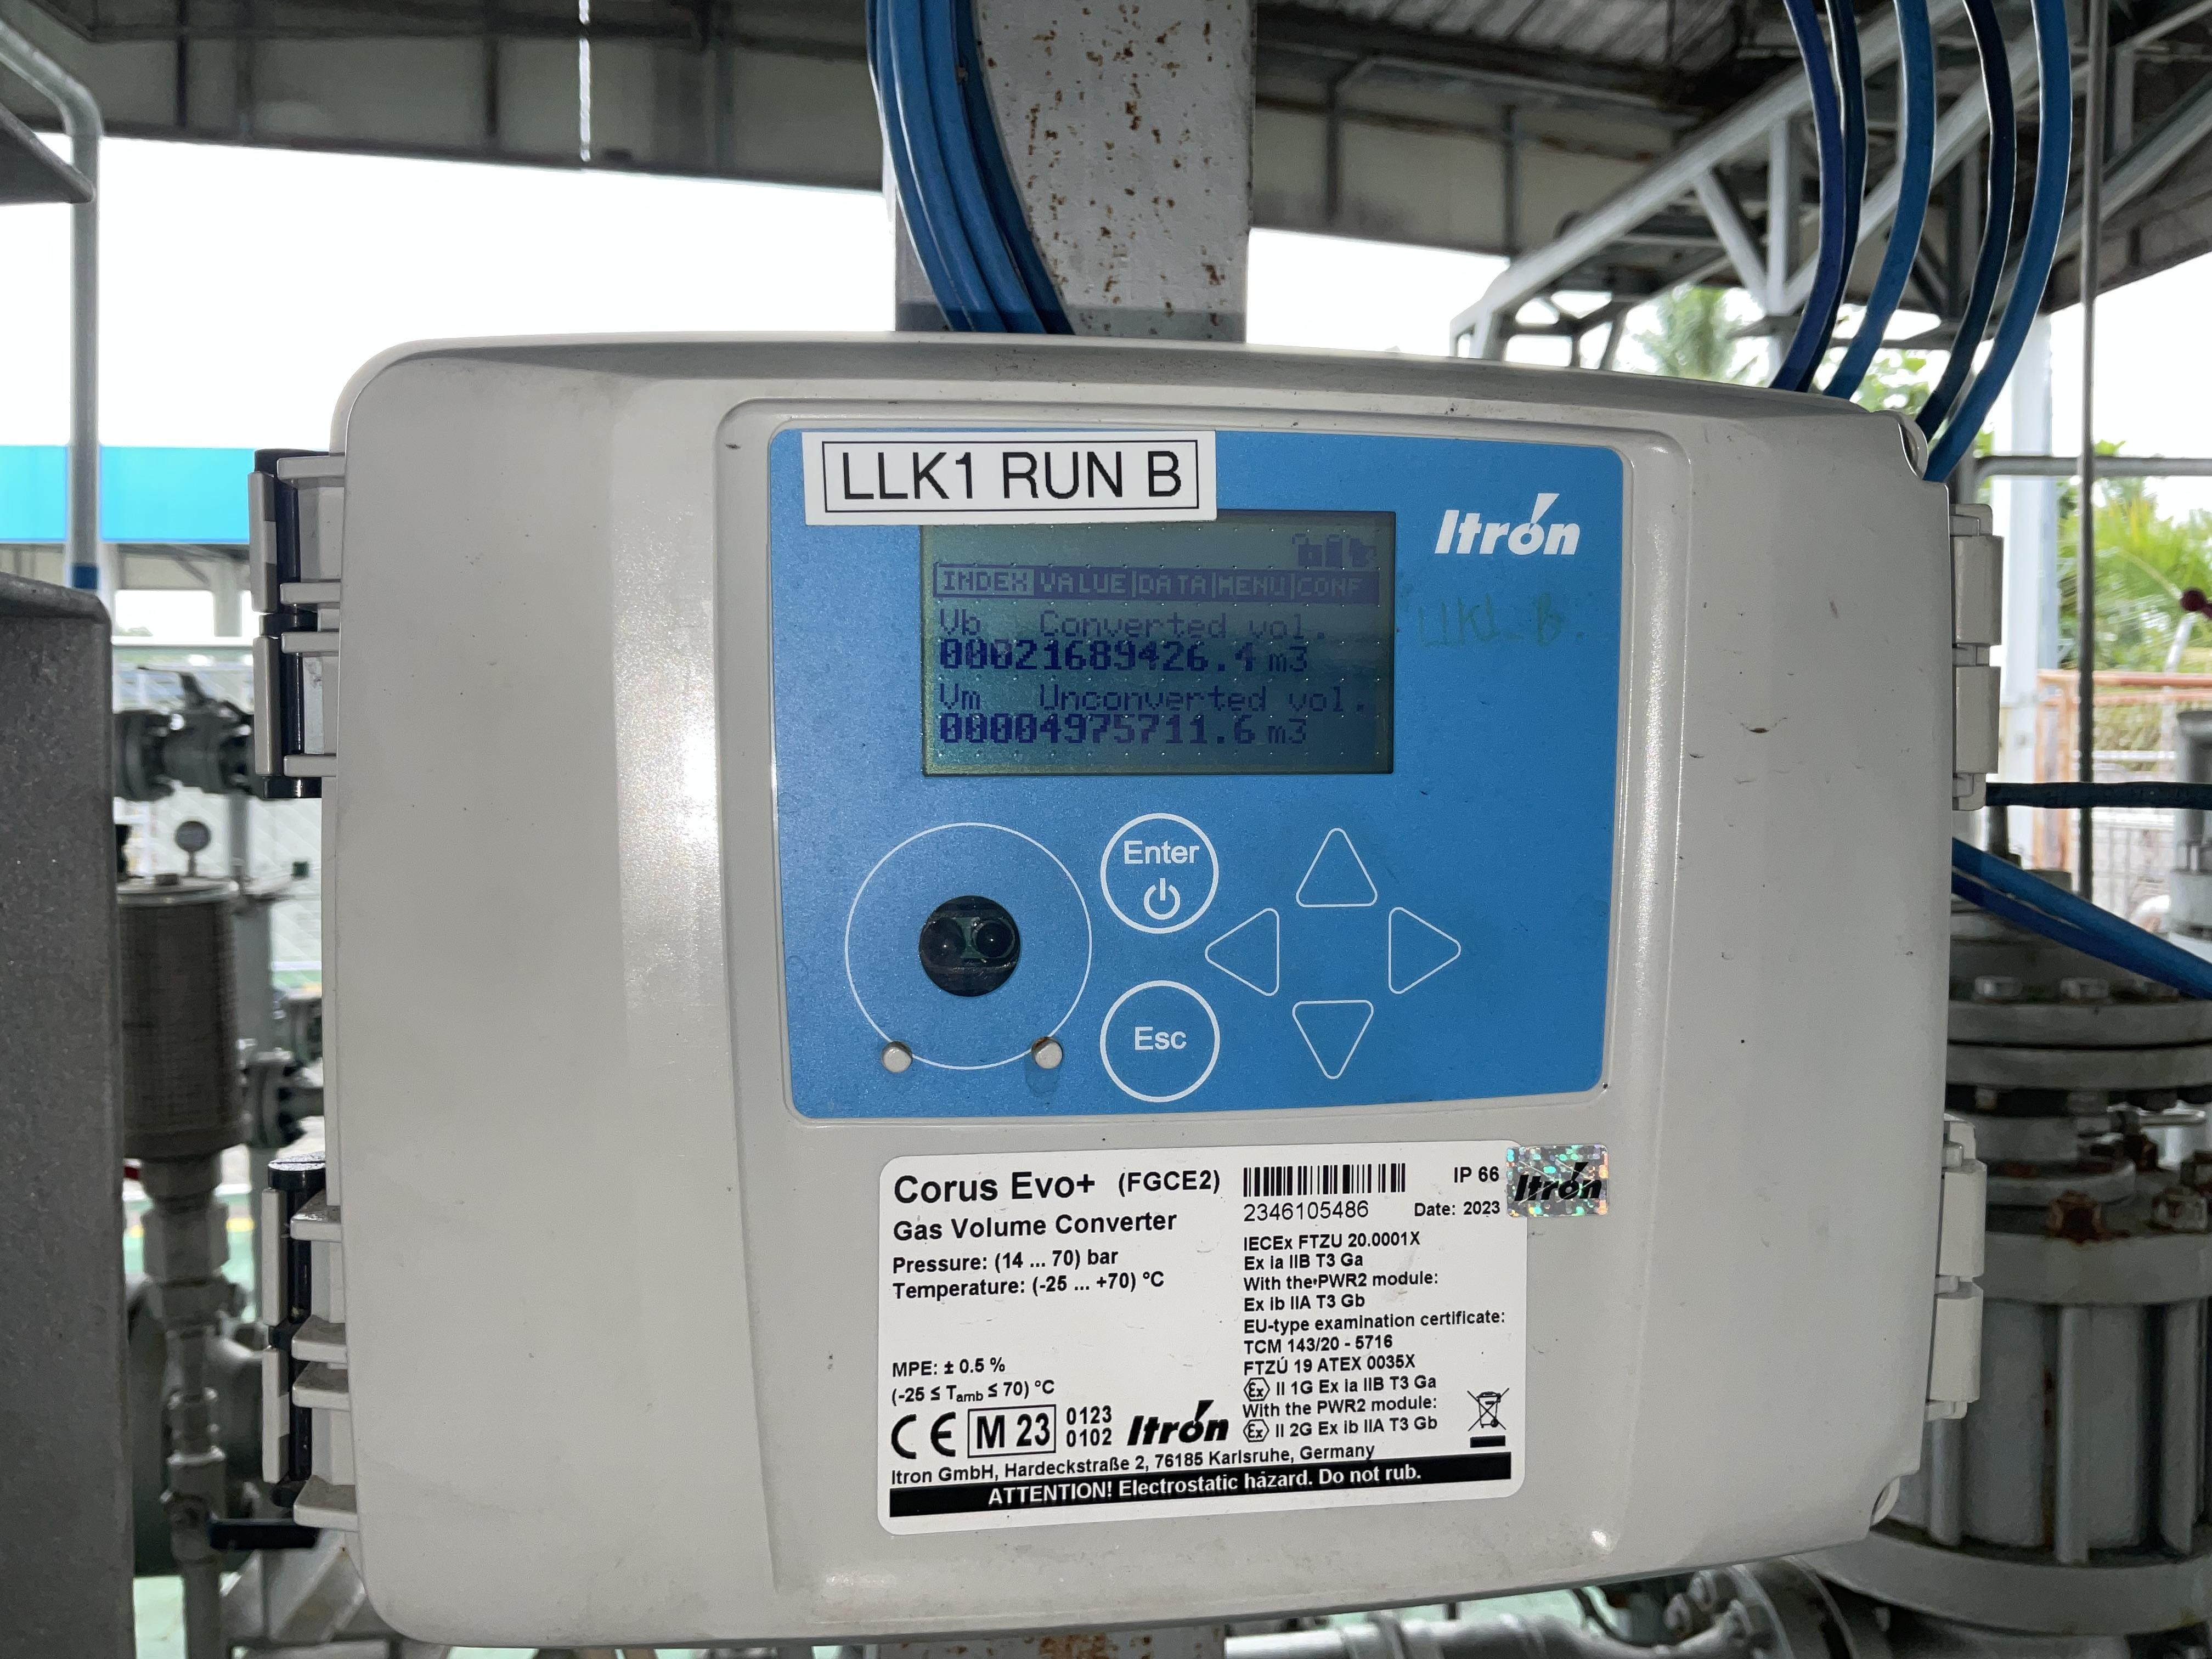 LLK1 RUN B
Itron
INDEX VALUE|DATA|MENU|CONF
Vb Converted vol.
00021689426.4 m3
Vm Unconverted vol.
00004975711.6 m3
LLK1-B.
Enter
Esc
Corus Evo+ (FGCE2)
Gas Volume Converter
Pressure: (14 ... 70) bar
Temperature: (-25 ... +70) °C
MPE: ± 0.5 %
(-25 ≤ Tamb ≤ 70) °C
CE M 23 0123
0102
Itron
2346105486
IP 66
Date: 2023
Itron
IECEx FTZU 20.0001X
Ex ia IIB T3 Ga
With the PWR2 module:
Ex ib IIA T3 Gb
EU-type examination certificate:
TCM 143/20 - 5716
FTZÚ 19 ATEX 0035X
Ex II 1G Ex ia IIB T3 Ga
With the PWR2 module:
Ex II 2G Ex ib IIA T3 Gb
Itron GmbH, Hardeckstraße 2, 76185 Karlsruhe, Germany
ATTENTION! Electrostatic hazard. Do not rub.